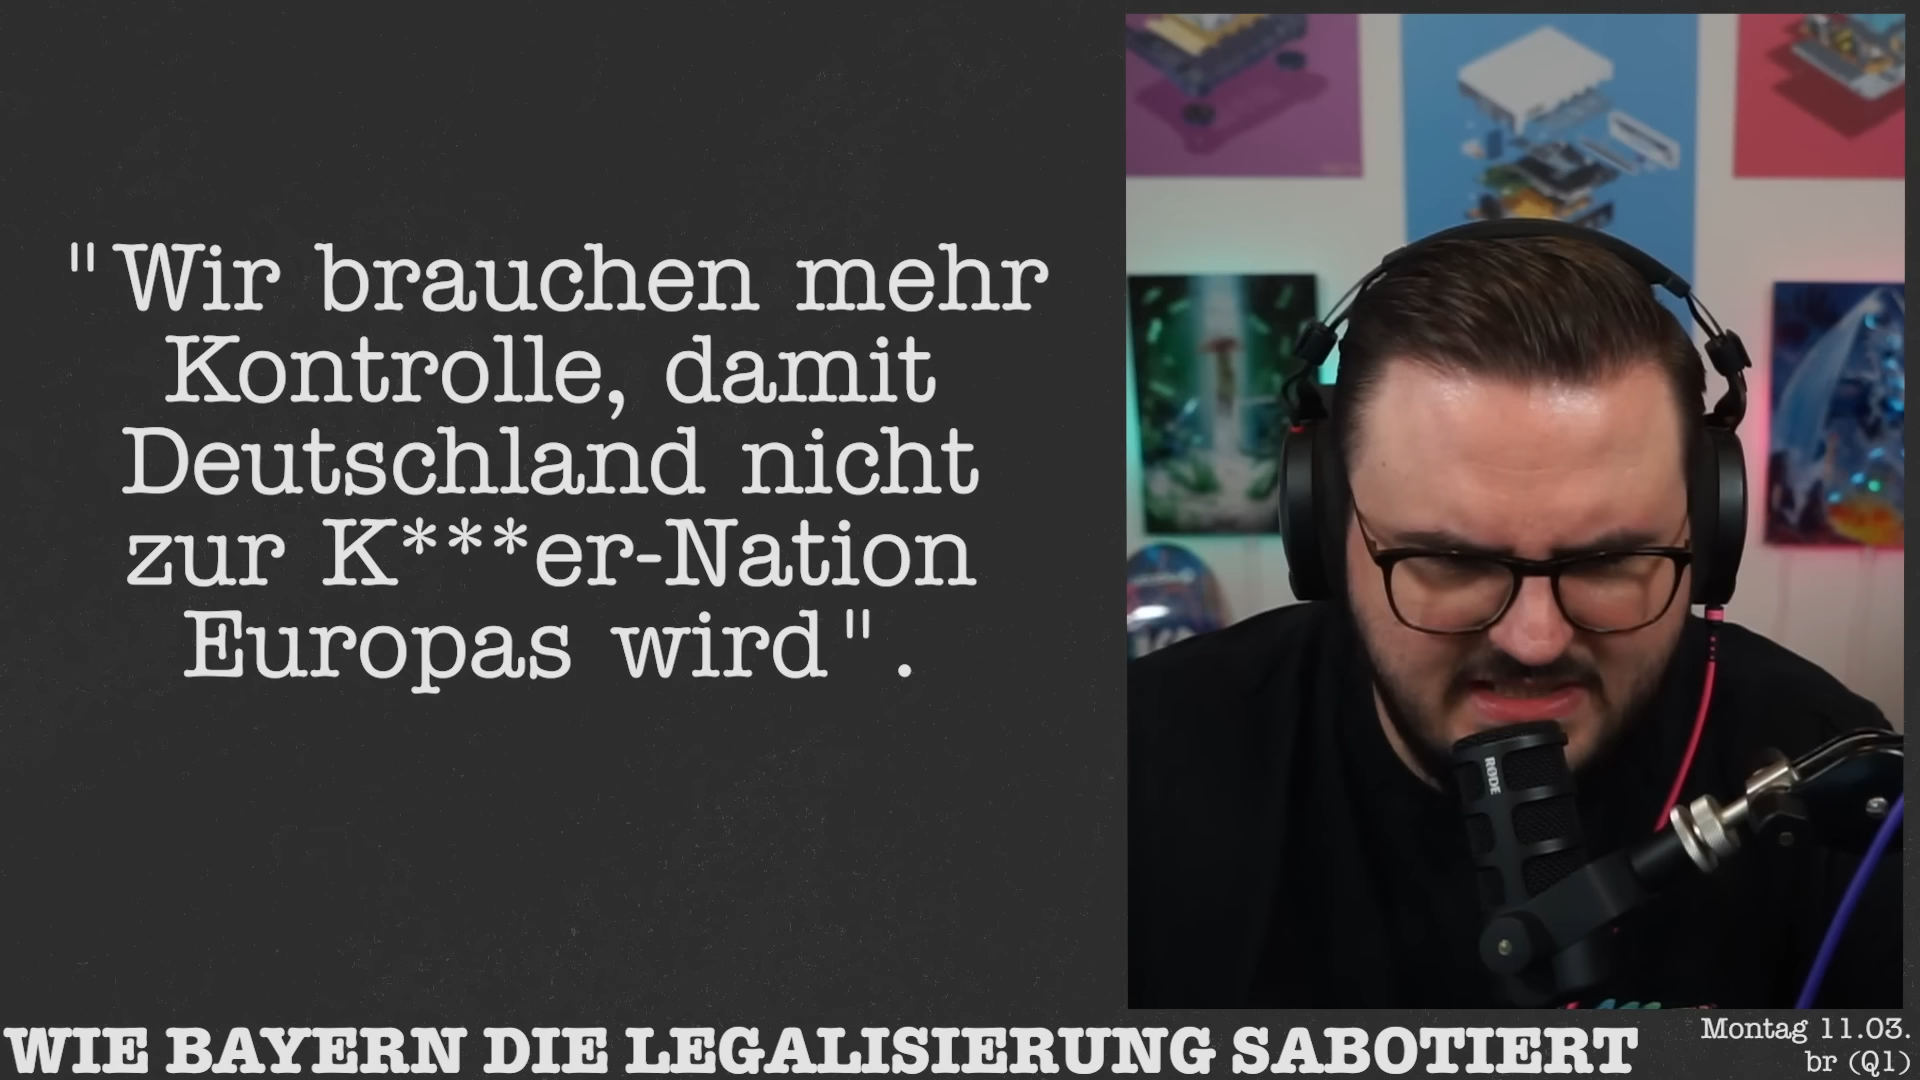 "Wir brauchen mehr
Kontrolle, damit
Deutschland nicht
zur K***er-Nation
Europas wird".
RØDE
WIE BAYERN DIE LEGALISIERUNG SABOTIERT
Montag 11.03.
br (Q1)